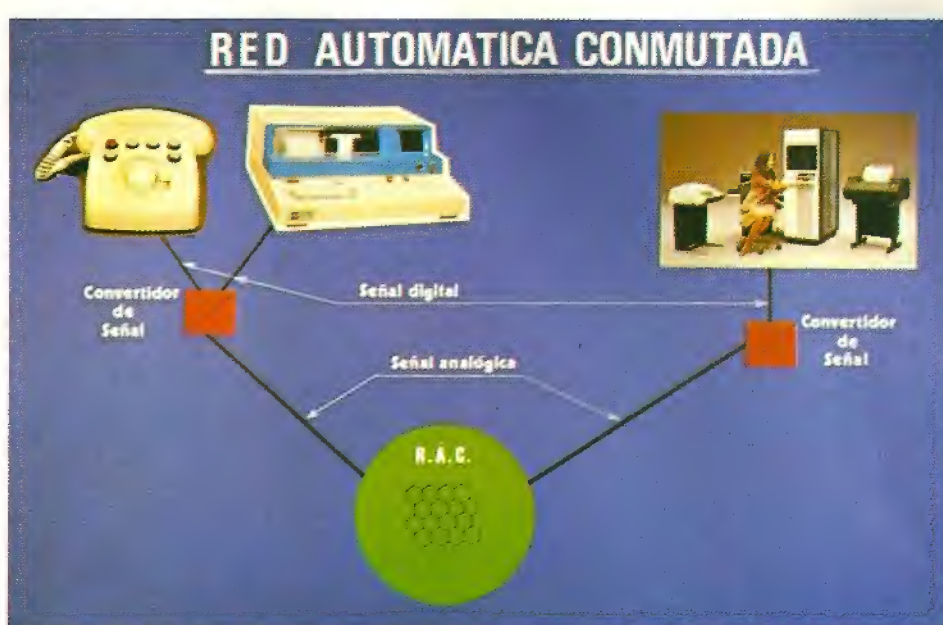 RED AUTOMATICA CONMUTADA
Convertidor
de
Señal
Señal digital
Convertidor
de
Señal
Señal analógica
R.A.C.